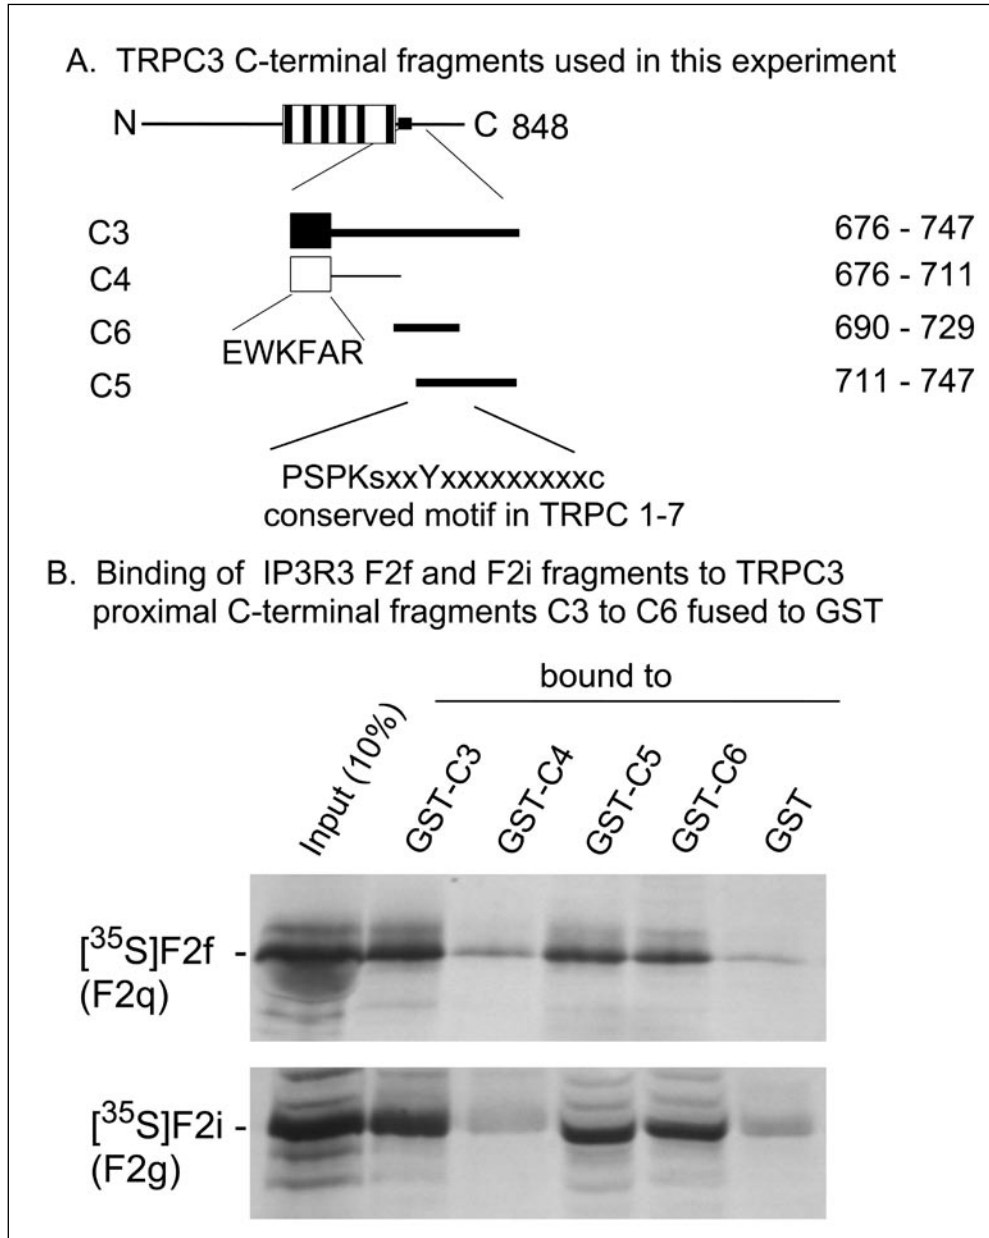 A. TRPC3 C-terminal fragments used in this experiment
N C 848
C3 676 - 747
C4 676 - 711
C6 690 - 729
EWKFAR
C5 711 - 747
PSPKsxxYxxxxxxxxxc
conserved motif in TRPC 1-7
B. Binding of IP3R3 F2f and F2i fragments to TRPC3
proximal C-terminal fragments C3 to C6 fused to GST
bound to
Input (10%) GST-C3 GST-C4 GST-C5 GST-C6 GST
[35S]F2f -
(F2q)
[35S]F2i -
(F2g)